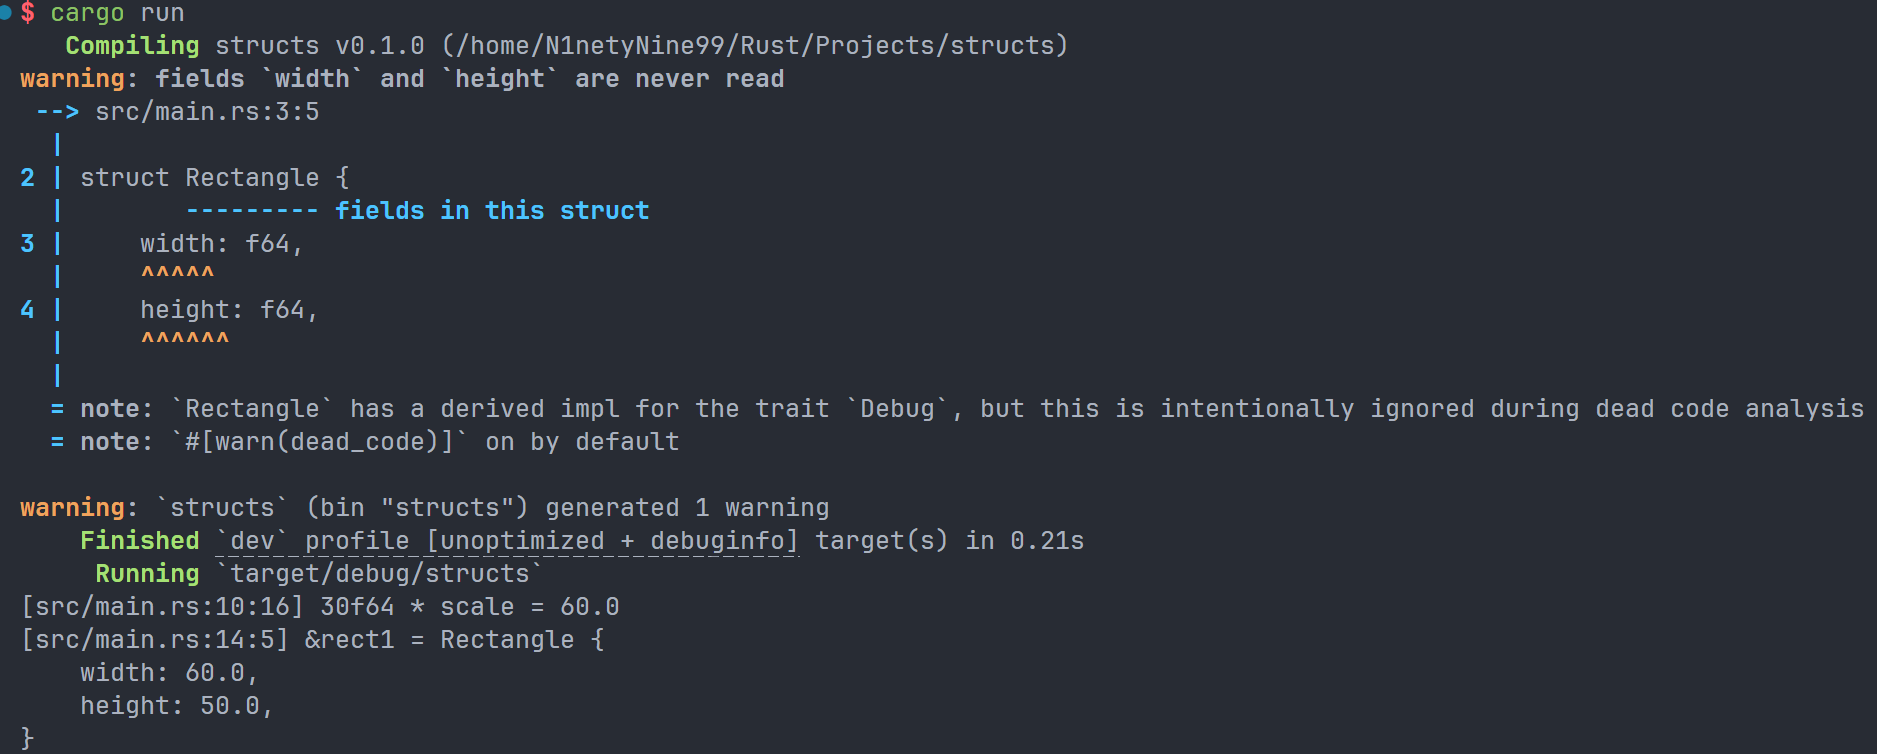 $ cargo run
   Compiling structs v0.1.0 (/home/N1netyNine99/Rust/Projects/structs)
warning: fields `width` and `height` are never read
 --> src/main.rs:3:5
  |
2 | struct Rectangle {
  |        --------- fields in this struct
3 |     width: f64,
  |     ^^^^^
4 |     height: f64,
  |     ^^^^^^
  |
  = note: `Rectangle` has a derived impl for the trait `Debug`, but this is intentionally ignored during dead code analysis
  = note: `#[warn(dead_code)]` on by default

warning: `structs` (bin "structs") generated 1 warning
    Finished `dev` profile [unoptimized + debuginfo] target(s) in 0.21s
     Running `target/debug/structs`
[src/main.rs:10:16] 30f64 * scale = 60.0
[src/main.rs:14:5] &rect1 = Rectangle {
    width: 60.0,
    height: 50.0,
}